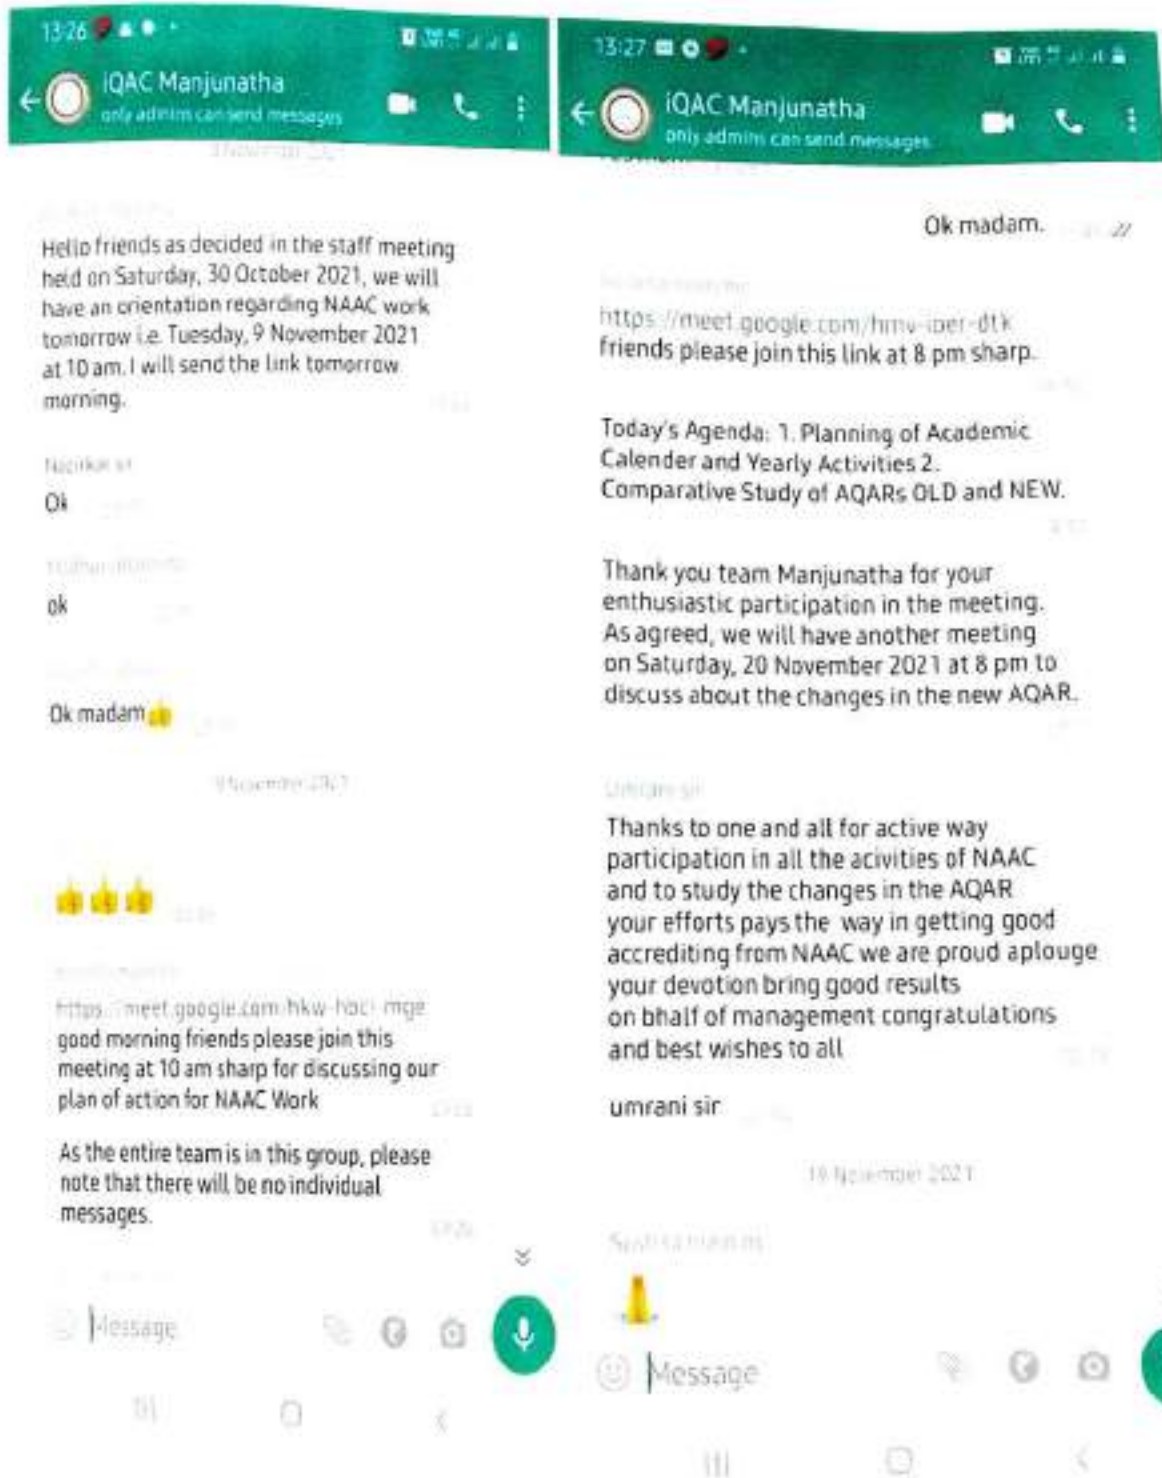 13:26
iQAC Manjunatha
only admins can send messages
Hello friends as decided in the staff meeting
held on Saturday, 30 October 2021, we will
have an orientation regarding NAAC work
tomorrow i.e. Tuesday, 9 November 2021
at 10 am. I will send the link tomorrow
morning.
sir
Ok
ok
Ok madam
November 2021
good morning friends please join this
meeting at 10 am sharp for discussing our
plan of action for NAAC Work
As the entire team is in this group, please
note that there will be no individual
messages.
Message
13:27
iQAC Manjunatha
only admins can send messages
Ok madam.
friends please join this link at 8 pm sharp.
Today's Agenda: 1. Planning of Academic
Calender and Yearly Activities 2.
Comparative Study of AQARs OLD and NEW.
Thank you team Manjunatha for your
enthusiastic participation in the meeting.
As agreed, we will have another meeting
on Saturday, 20 November 2021 at 8 pm to
discuss about the changes in the new AQAR.
Umrani sir
Thanks to one and all for active way
participation in all the acivities of NAAC
and to study the changes in the AQAR
your efforts pays the way in getting good
accrediting from NAAC we are proud aplouge
your devotion bring good results
on bhalf of management congratulations
and best wishes to all
umrani sir
November 2021
Message